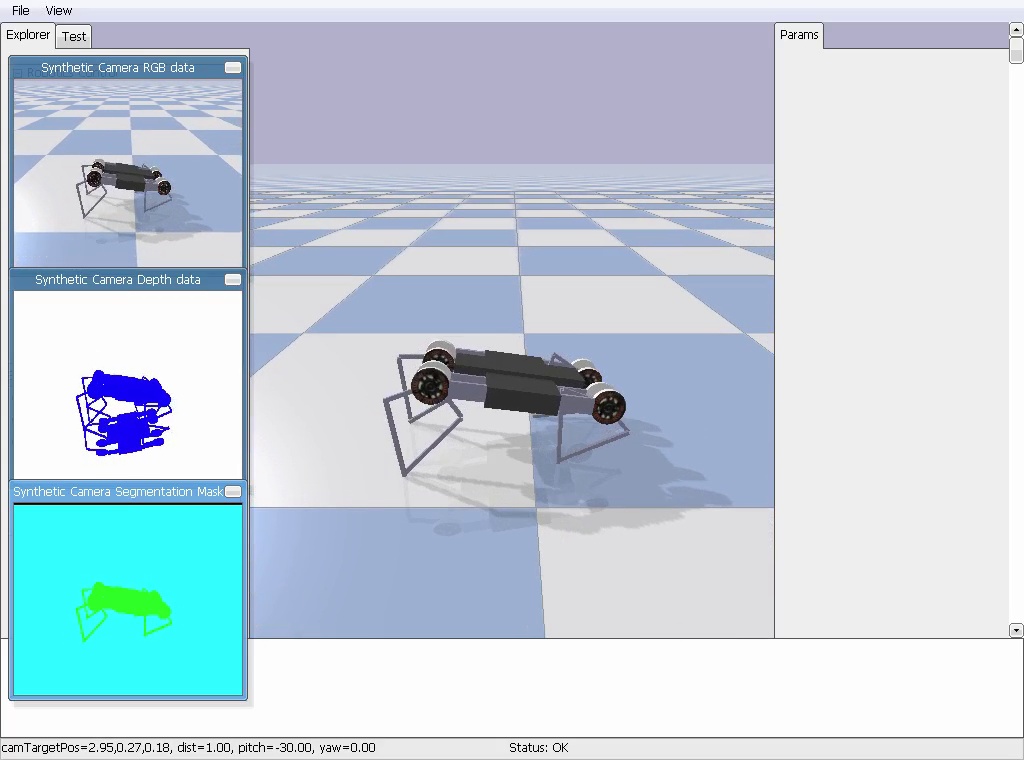 File View
Explorer Test
Params
Synthetic Camera RGB data
Synthetic Camera Depth data
Synthetic Camera Segmentation Mask
camTargetPos=2.95,0.27,0.18, dist=1.00, pitch=-30.00, yaw=0.00
Status: OK